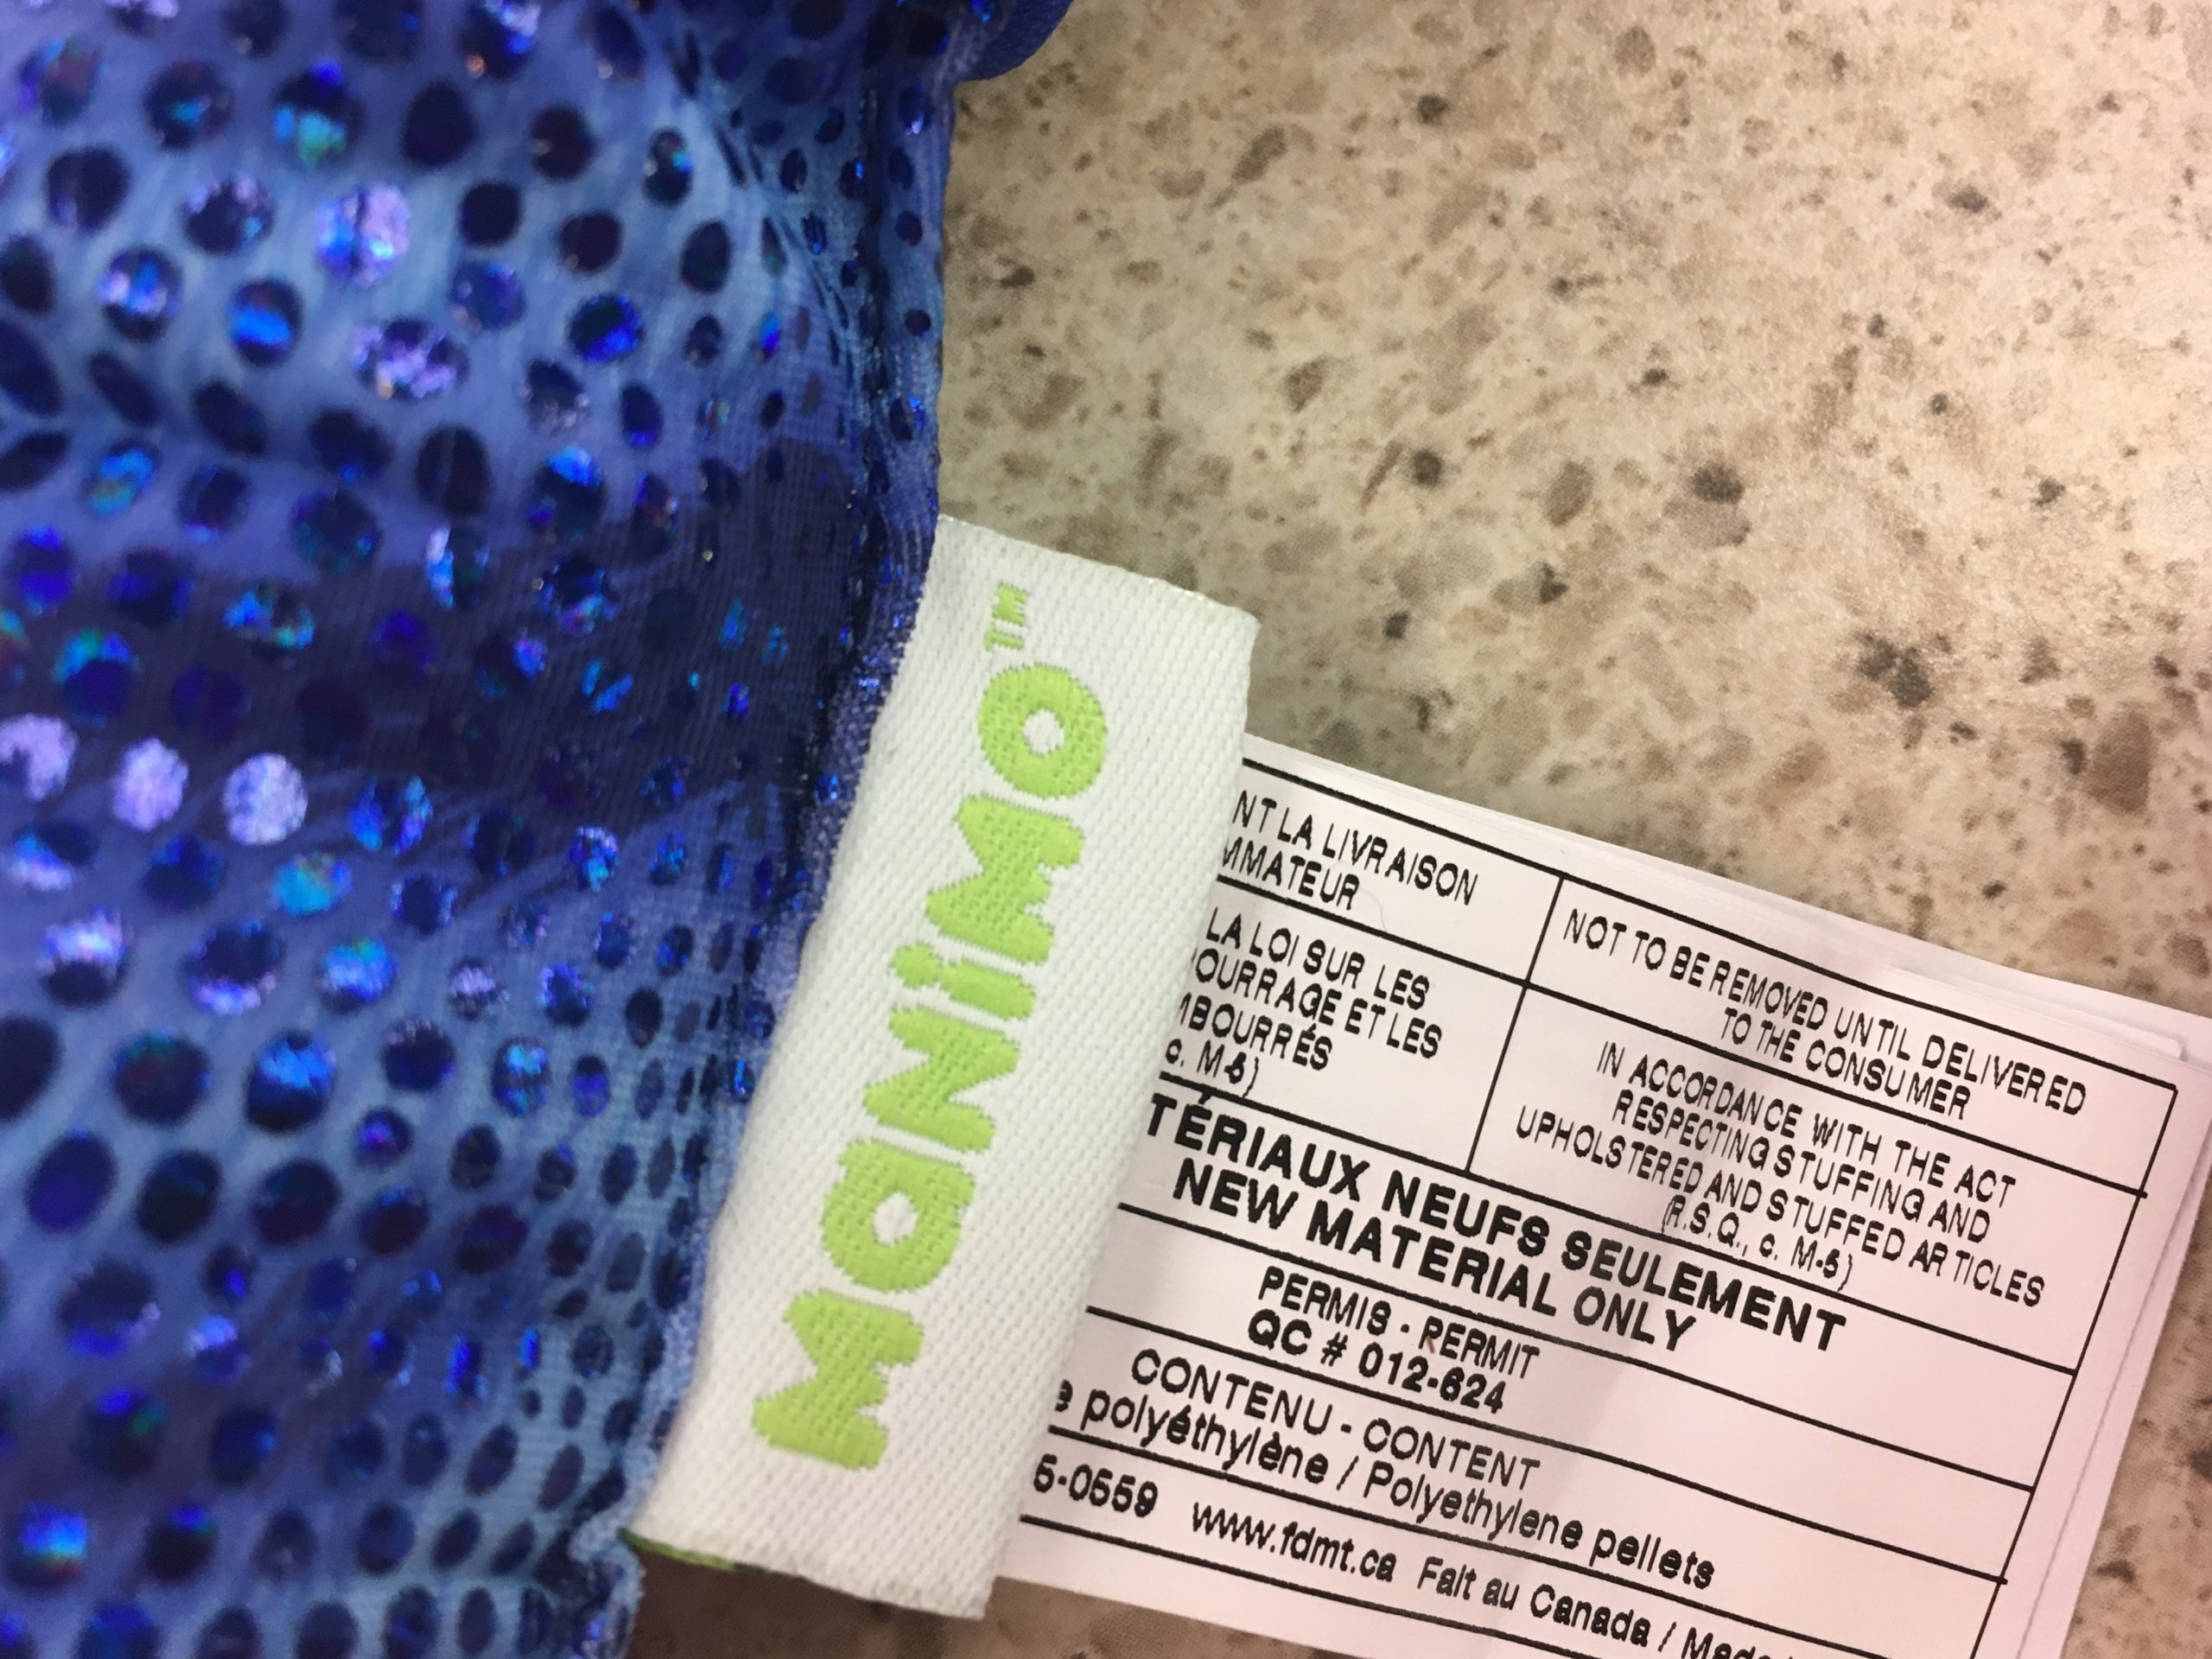 MaNiMO™
NT LA LIVRAISON
MMATEUR
NOT TO BE REMOVED UNTIL DELIVERED
TO THE CONSUMER
LA LOI SUR LES
OURRAGE ET LES
MBOURRÉS
c. M-5)
IN ACCORDANCE WITH THE ACT
RESPECTING STUFFING AND
UPHOLSTERED AND STUFFED ARTICLES
(R.S.Q., c. M-5)
TÉRIAUX NEUFS SEULEMENT
NEW MATERIAL ONLY
PERMIS - PERMIT
QC # 012-624
CONTENU - CONTENT
e polyéthylène / Polyethylene pellets
5-0559 www.fdmt.ca Fait au Canada / Made